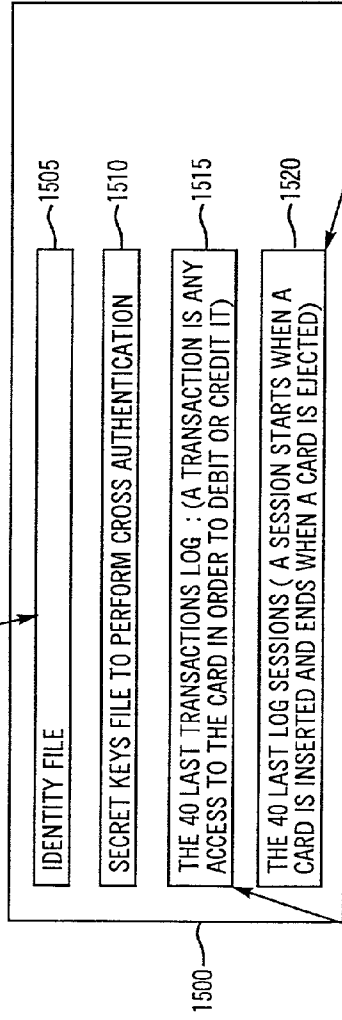 IDENTITY FILE
1505
SECRET KEYS FILE TO PERFORM CROSS AUTHENTICATION
1510
THE 40 LAST TRANSACTIONS LOG : (A TRANSACTION IS ANY
ACCESS TO THE CARD IN ORDER TO DEBIT OR CREDIT IT)
1515
THE 40 LAST LOG SESSIONS ( A SESSION STARTS WHEN A
CARD IS INSERTED AND ENDS WHEN A CARD IS EJECTED)
1520
1500